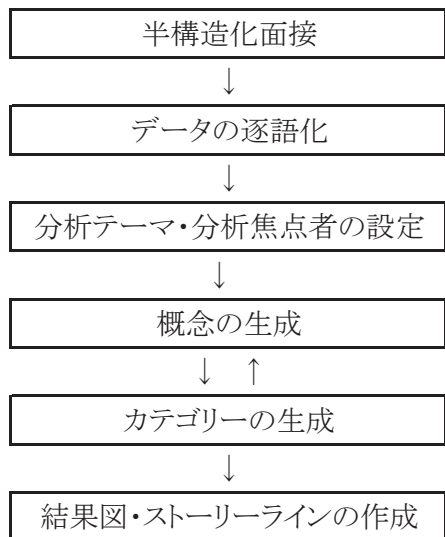 半構造化面接
↓
データの逐語化
↓
分析テーマ・分析焦点者の設定
↓
概念の生成
↓ ↑
カテゴリーの生成
↓
結果図・ストーリーラインの作成